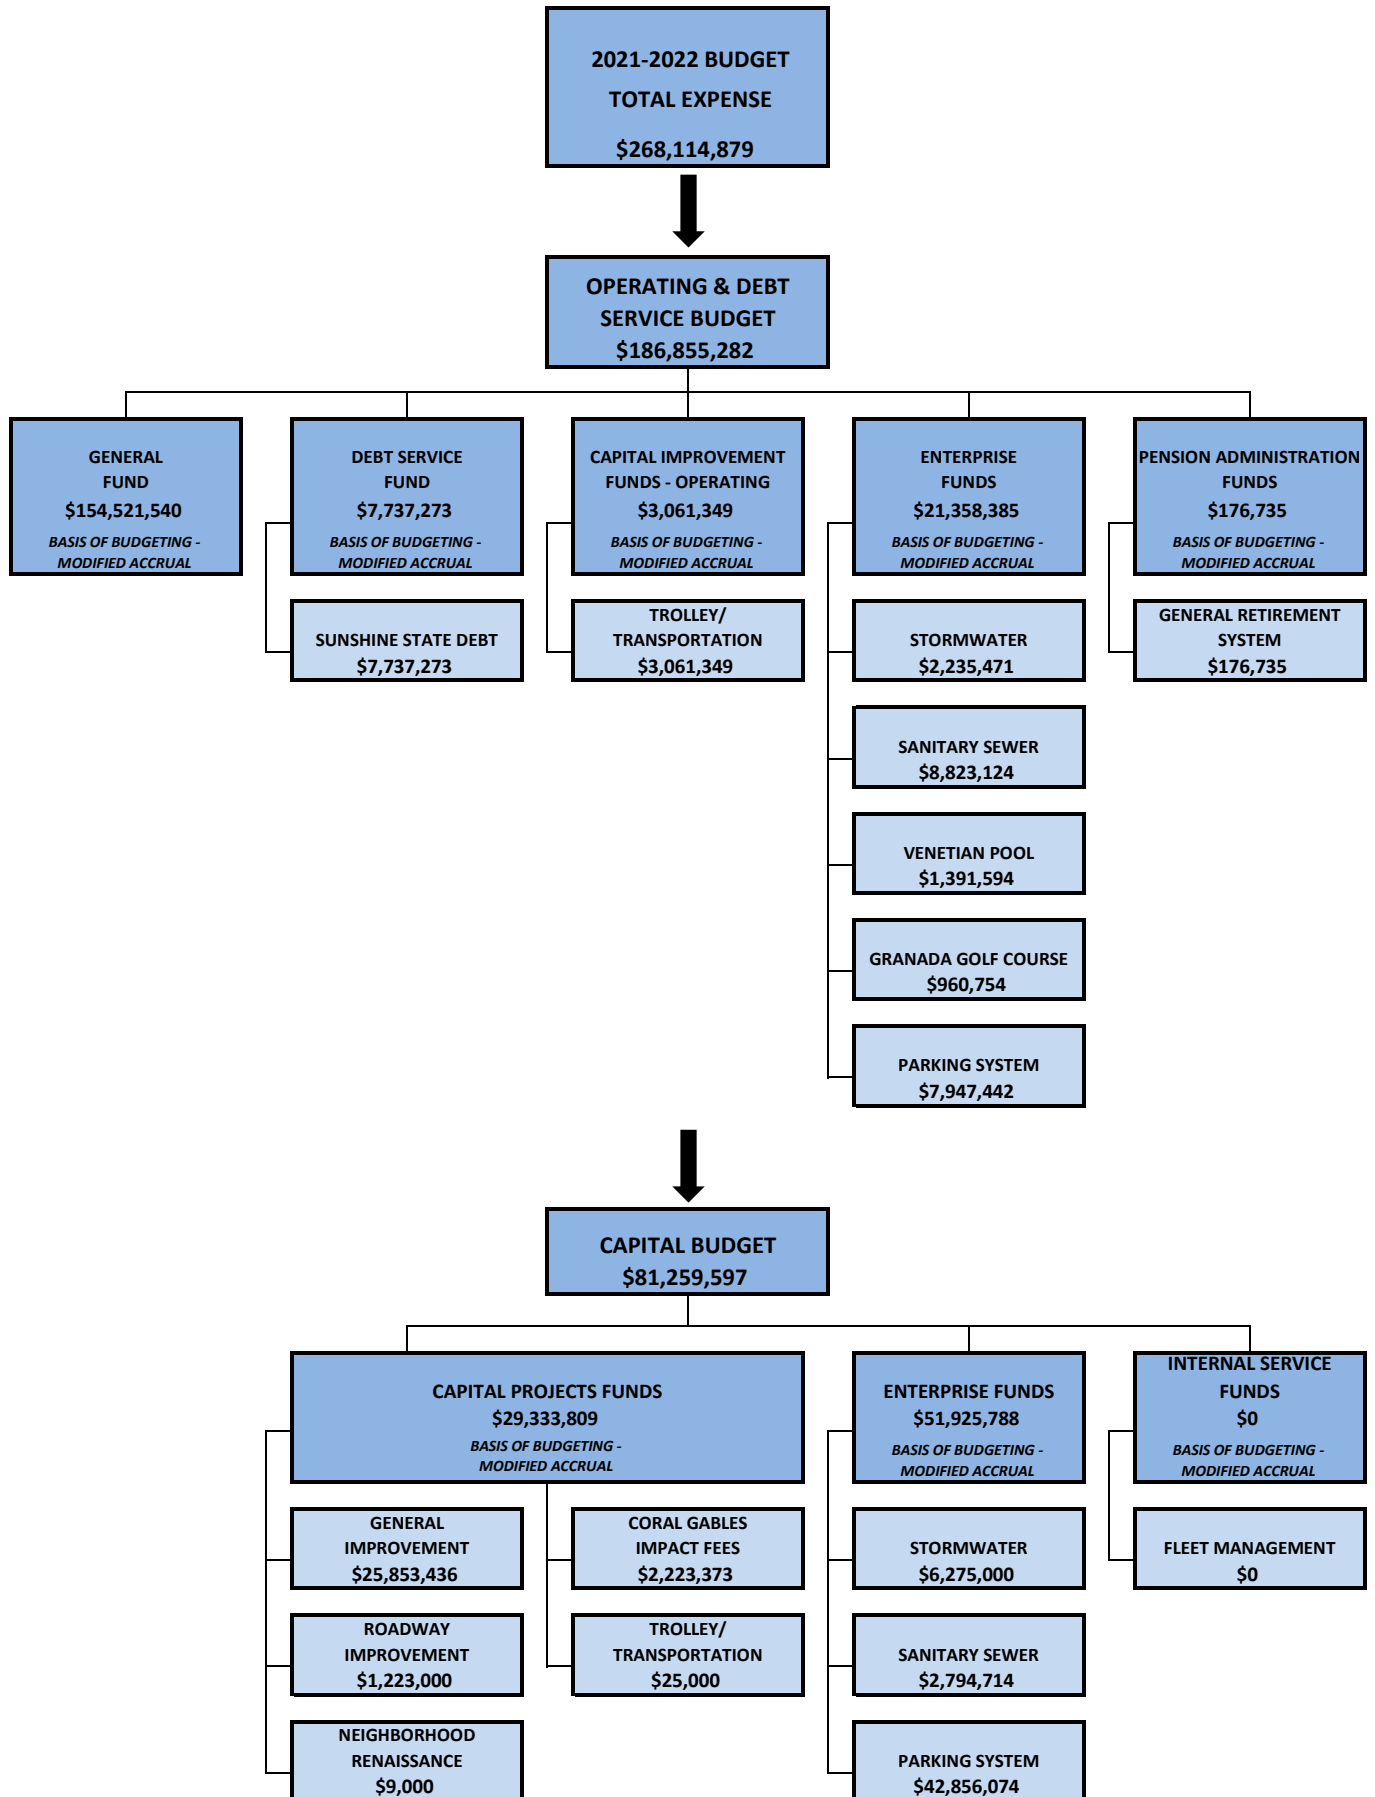 2021-2022 BUDGET
TOTAL EXPENSE
$268,114,879
OPERATING & DEBT
SERVICE BUDGET
$186,855,282
GENERAL
FUND
$154,521,540
BASIS OF BUDGETING -
MODIFIED ACCRUAL
DEBT SERVICE
FUND
$7,737,273
BASIS OF BUDGETING -
MODIFIED ACCRUAL
SUNSHINE STATE DEBT
$7,737,273
CAPITAL IMPROVEMENT
FUNDS - OPERATING
$3,061,349
BASIS OF BUDGETING -
MODIFIED ACCRUAL
TROLLEY/
TRANSPORTATION
$3,061,349
ENTERPRISE
FUNDS
$21,358,385
BASIS OF BUDGETING -
MODIFIED ACCRUAL
STORMWATER
$2,235,471
SANITARY SEWER
$8,823,124
VENETIAN POOL
$1,391,594
GRANADA GOLF COURSE
$960,754
PARKING SYSTEM
$7,947,442
PENSION ADMINISTRATION
FUNDS
$176,735
BASIS OF BUDGETING -
MODIFIED ACCRUAL
GENERAL RETIREMENT
SYSTEM
$176,735
CAPITAL BUDGET
$81,259,597
CAPITAL PROJECTS FUNDS
$29,333,809
BASIS OF BUDGETING -
MODIFIED ACCRUAL
GENERAL
IMPROVEMENT
$25,853,436
ROADWAY
IMPROVEMENT
$1,223,000
NEIGHBORHOOD
RENAISSANCE
$9,000
CORAL GABLES
IMPACT FEES
$2,223,373
TROLLEY/
TRANSPORTATION
$25,000
ENTERPRISE FUNDS
$51,925,788
BASIS OF BUDGETING -
MODIFIED ACCRUAL
STORMWATER
$6,275,000
SANITARY SEWER
$2,794,714
PARKING SYSTEM
$42,856,074
INTERNAL SERVICE
FUNDS
$0
BASIS OF BUDGETING -
MODIFIED ACCRUAL
FLEET MANAGEMENT
$0